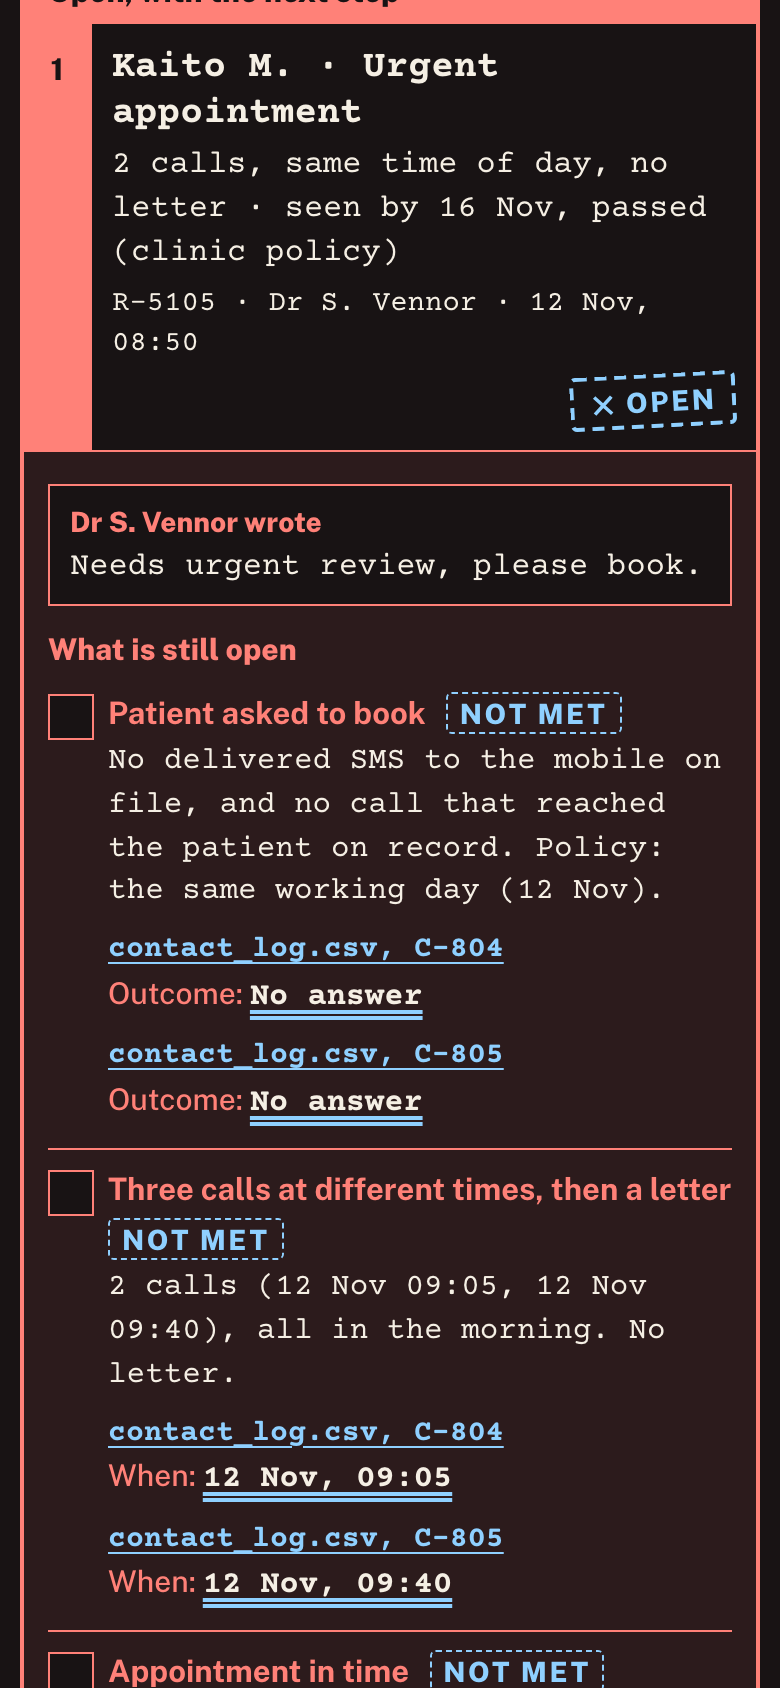 Open, with the next step
1
Kaito M. · Urgent
appointment
2 calls, same time of day, no
letter · seen by 16 Nov, passed
(clinic policy)
R-5105 · Dr S. Vennor · 12 Nov,
08:50
× OPEN
Dr S. Vennor wrote
Needs urgent review, please book.
What is still open
Patient asked to book NOT MET
No delivered SMS to the mobile on
file, and no call that reached
the patient on record. Policy:
the same working day (12 Nov).
contact_log.csv, C-804
Outcome: No answer
contact_log.csv, C-805
Outcome: No answer
Three calls at different times, then a letter
NOT MET
2 calls (12 Nov 09:05, 12 Nov
09:40), all in the morning. No
letter.
contact_log.csv, C-804
When: 12 Nov, 09:05
contact_log.csv, C-805
When: 12 Nov, 09:40
Appointment in time NOT MET